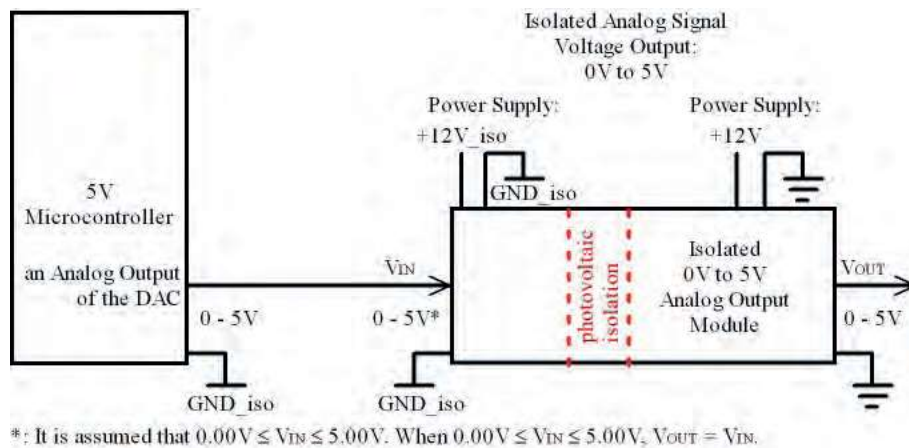 Isolated Analog Signal
Voltage Output:
0V to 5V
Power Supply:
+12V_iso
GND_iso
Power Supply:
+12V
5V
Microcontroller
an Analog Output
of the DAC
0 - 5V
GND_iso
VIN
0 - 5V*
GND_iso
photovoltaic
isolation
Isolated
0V to 5V
Analog Output
Module
VOUT
0 - 5V
*: It is assumed that 0.00V ≤ VIN ≤ 5.00V. When 0.00V ≤ VIN ≤ 5.00V, VOUT = VIN.